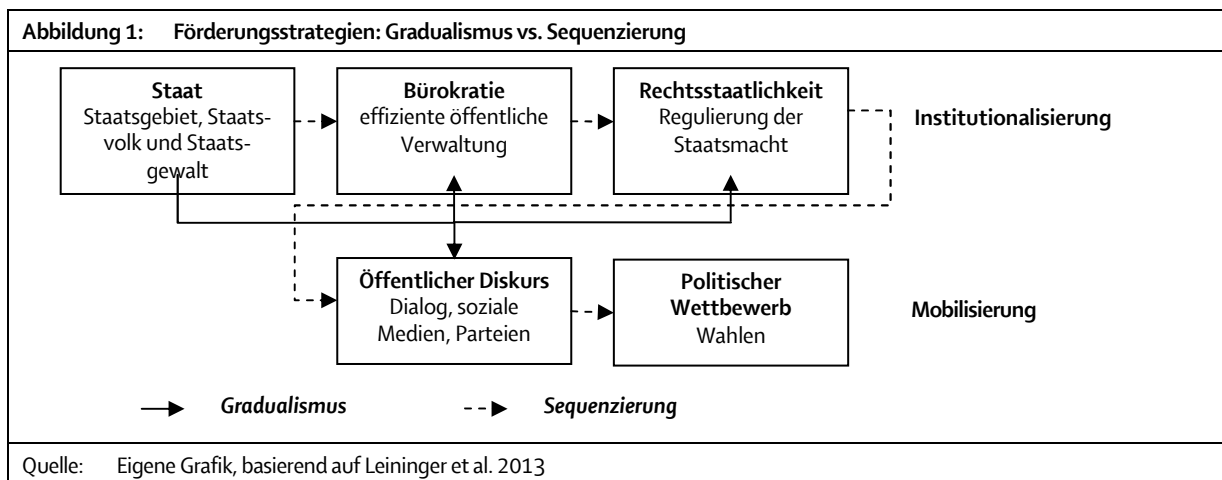 Abbildung 1: Förderungsstrategien: Gradualismus vs. Sequenzierung
Staat
Staatsgebiet, Staats-
volk und Staats-
gewalt
Bürokratie
effiziente öffentliche
Verwaltung
Rechtsstaatlichkeit
Regulierung der
Staatsmacht
Institutionalisierung
Öffentlicher Diskurs
Dialog, soziale
Medien, Parteien
Politischer
Wettbewerb
Wahlen
Mobilisierung
Gradualismus
Sequenzierung
Quelle: Eigene Grafik, basierend auf Leininger et al. 2013